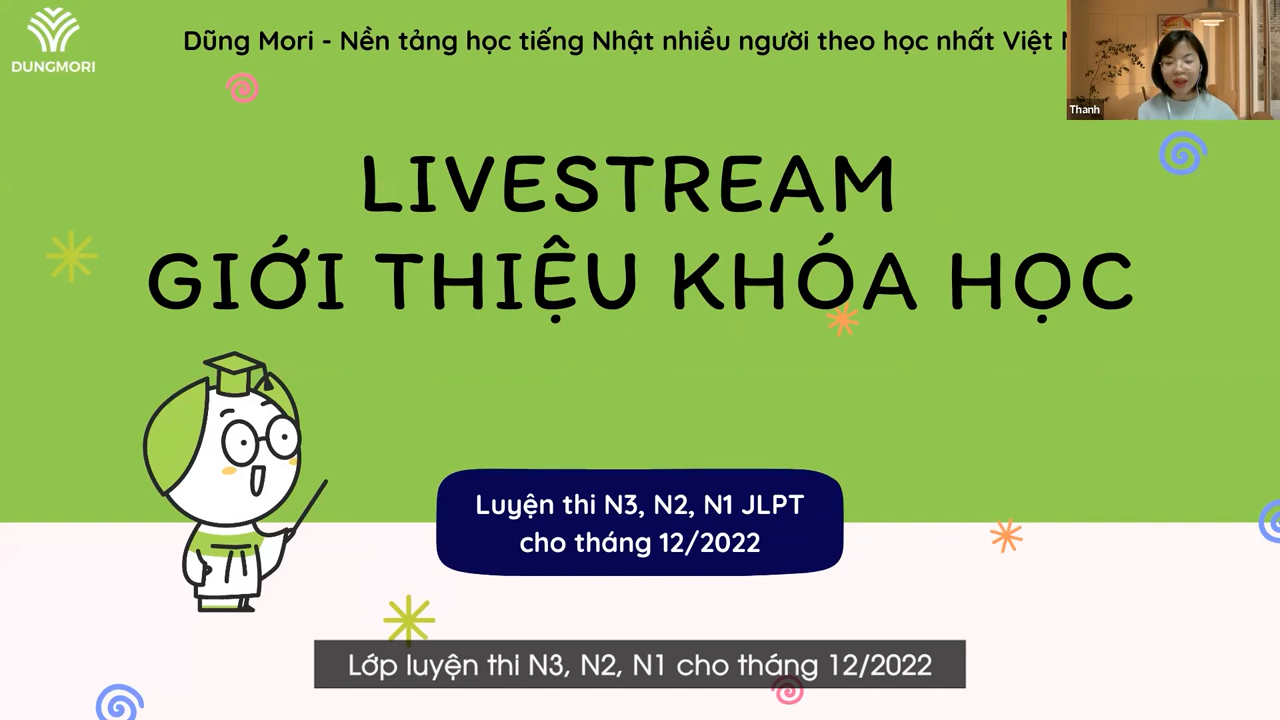 DUNGMORI
Dũng Mori - Nền tảng học tiếng Nhật nhiều người theo học nhất Việt
Thanh
LIVESTREAM
GIỚI THIỆU KHÓA HỌC
Luyện thi N3, N2, N1 JLPT
cho tháng 12/2022
Lớp luyện thi N3, N2, N1 cho tháng 12/2022